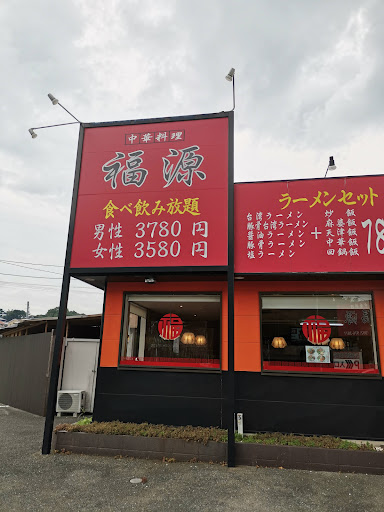 中華料理
福源
食べ飲み放題
男性 3780 円
女性 3580 円
ラーメンセット
台湾ラーメン
豚骨台湾ラーメン
醤油ラーメン
豚骨ラーメン
塩ラーメン
+
炒飯
麻婆飯
天津飯
中華飯
回鍋飯
78
福
福